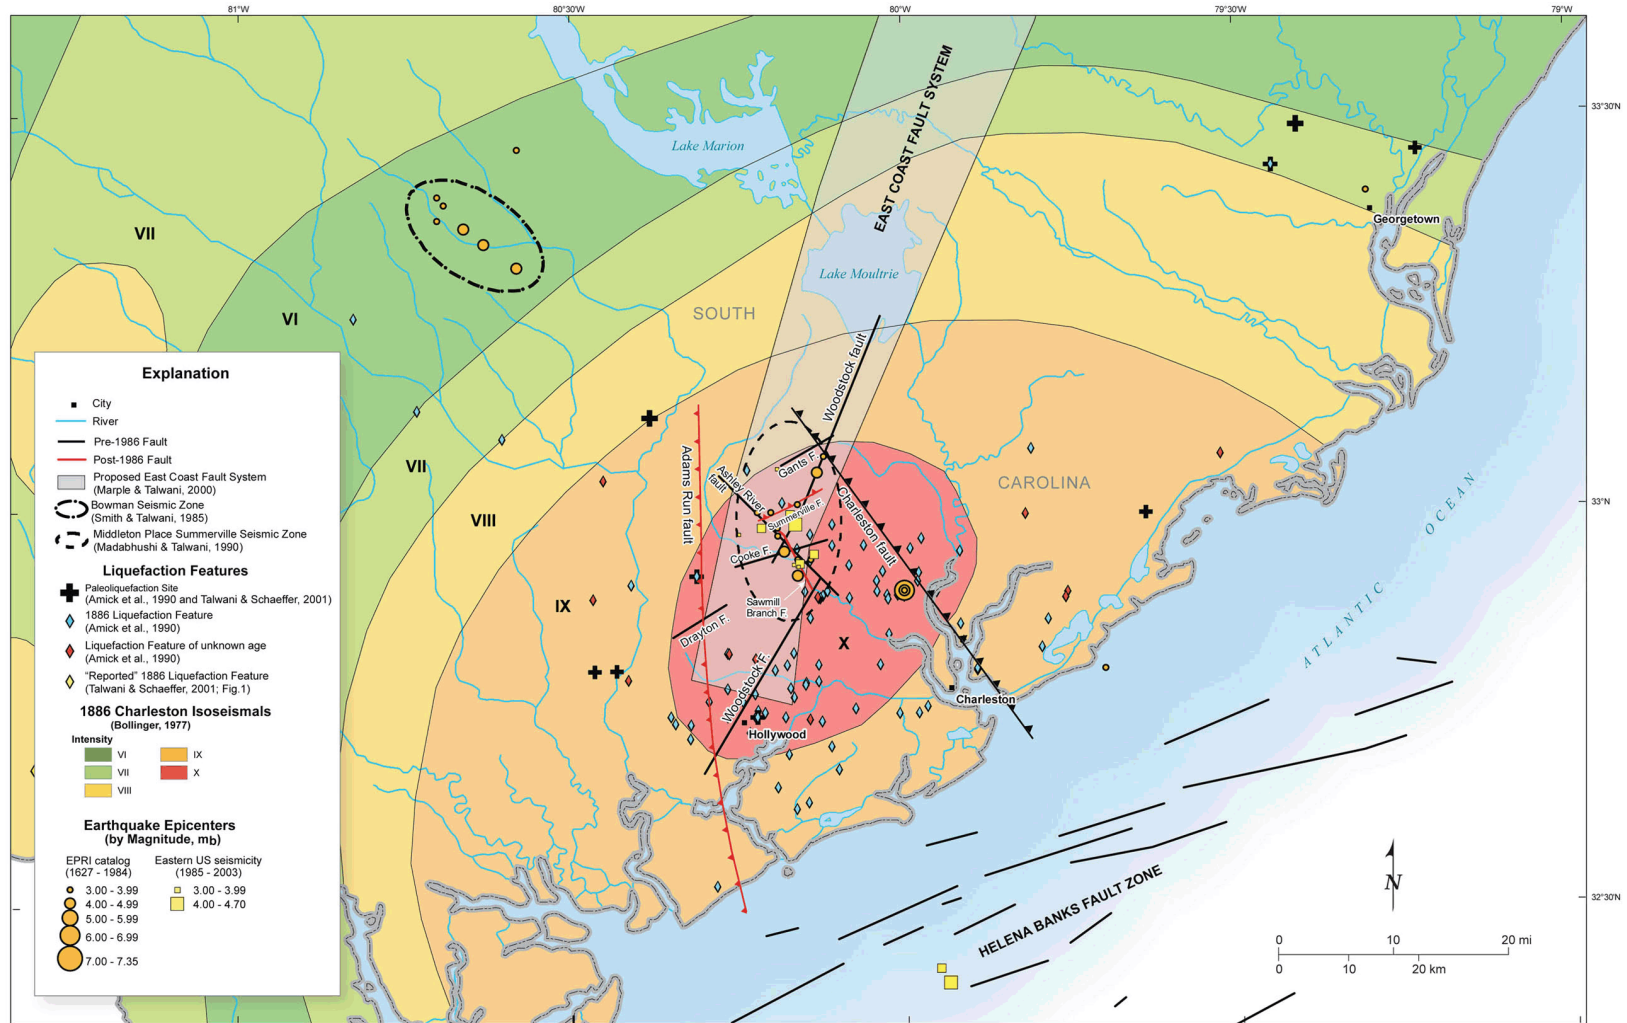 81°W
80°30'W
80°W
79°30'W
79°W
33°30'N
33°N
32°30'N
EAST COAST FAULT SYSTEM
Lake Marion
Lake Moultrie
Georgetown
VII
VI
SOUTH
CAROLINA
VII
VIII
IX
X
Woodstock fault
Adams Run fault
Ashley River
fault
Gants F.
Summerville F.
Charleston fault
Cooke F.
Sawmill
Branch F.
Drayton F.
Woodstock F.
Charleston
Hollywood
ATLANTIC OCEAN
HELENA BANKS FAULT ZONE
N
0 10 20 mi
0 10 20 km
Explanation
City
River
Pre-1986 Fault
Post-1986 Fault
Proposed East Coast Fault System
(Marple & Talwani, 2000)
Bowman Seismic Zone
(Smith & Talwani, 1985)
Middleton Place Summerville Seismic Zone
(Madabhushi & Talwani, 1990)
Liquefaction Features
Paleoliquefaction Site
(Amick et al., 1990 and Talwani & Schaeffer, 2001)
1886 Liquefaction Feature
(Amick et al., 1990)
Liquefaction Feature of unknown age
(Amick et al., 1990)
“Reported” 1886 Liquefaction Feature
(Talwani & Schaeffer, 2001; Fig.1)
1886 Charleston Isoseismals
(Bollinger, 1977)
Intensity
VI IX
VII X
VIII
Earthquake Epicenters
(by Magnitude, mb)
EPRI catalog Eastern US seismicity
(1627 - 1984) (1985 - 2003)
3.00 - 3.99 3.00 - 3.99
4.00 - 4.99 4.00 - 4.70
5.00 - 5.99
6.00 - 6.99
7.00 - 7.35